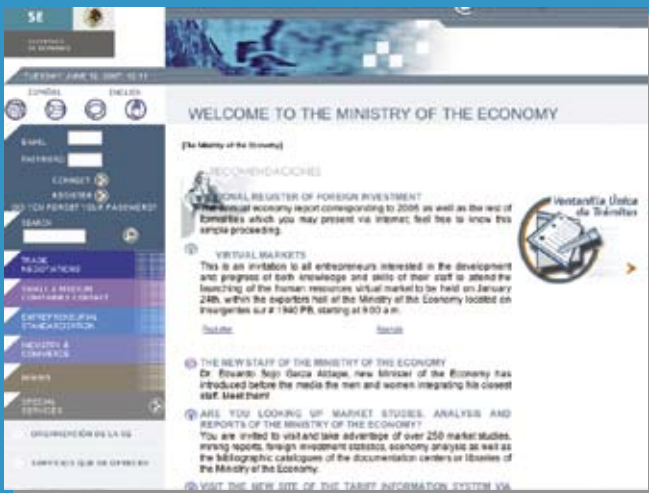 SE
SECRETARÍA
DE ECONOMÍA
TUESDAY JUNE 12, 2007, 12:11
ESPAÑOL ENGLISH
WELCOME TO THE MINISTRY OF THE ECONOMY
[The Ministry of the Economy]
E-MAIL
PASSWORD
CONNECT
REGISTER
DO YOU FORGET YOUR PASSWORD?
SEARCH
TRADE
NEGOTIATIONS
SMALL & MEDIUM
COMPANIES CONTACT
ENTREPRENEURIAL
STANDARDIZATION
INDUSTRY &
COMMERCE
MINING
SPECIAL
SERVICES
ORGANIZACIÓN DE LA SE
SERVICIOS QUE SE OFRECEN
RECOMENDACIONES
IONAL REGISTER OF FOREIGN INVESTMENT
The annual economy report corresponding to 2006 as well as the rest of
formalities which you may present via Internet, feel free to know this
simple proceeding.
VIRTUAL MARKETS
This is an invitation is all entrepreneurs interested in the development
and progress of both knowledge and skills of their staff to attend the
launching of the human resources virtual market to be held on January
24th, within the exporters hall of the Ministry of the Economy located on
Insurgentes sur # 1940 PB, starting at 9:00 a.m.
Register Agenda
THE NEW STAFF OF THE MINISTRY OF THE ECONOMY
Dr. Eduardo Sojo Garza Aldape, new Minister of the Economy has
introduced before the media the men and women integrating his closest
staff. Meet them!
ARE YOU LOOKING UP MARKET STUDIES, ANALYSIS AND
REPORTS OF THE MINISTRY OF THE ECONOMY?
You are invited to visit and take advantage of over 250 market studies,
mining reports, foreign investment statistics, economy analysis as well as
the bibliographic catalogues of the documentation centers or libraries of
the Ministry of the Economy.
VISIT THE NEW SITE OF THE TARIFF INFORMATION SYSTEM VIA
Ventanilla Única
de Trámites